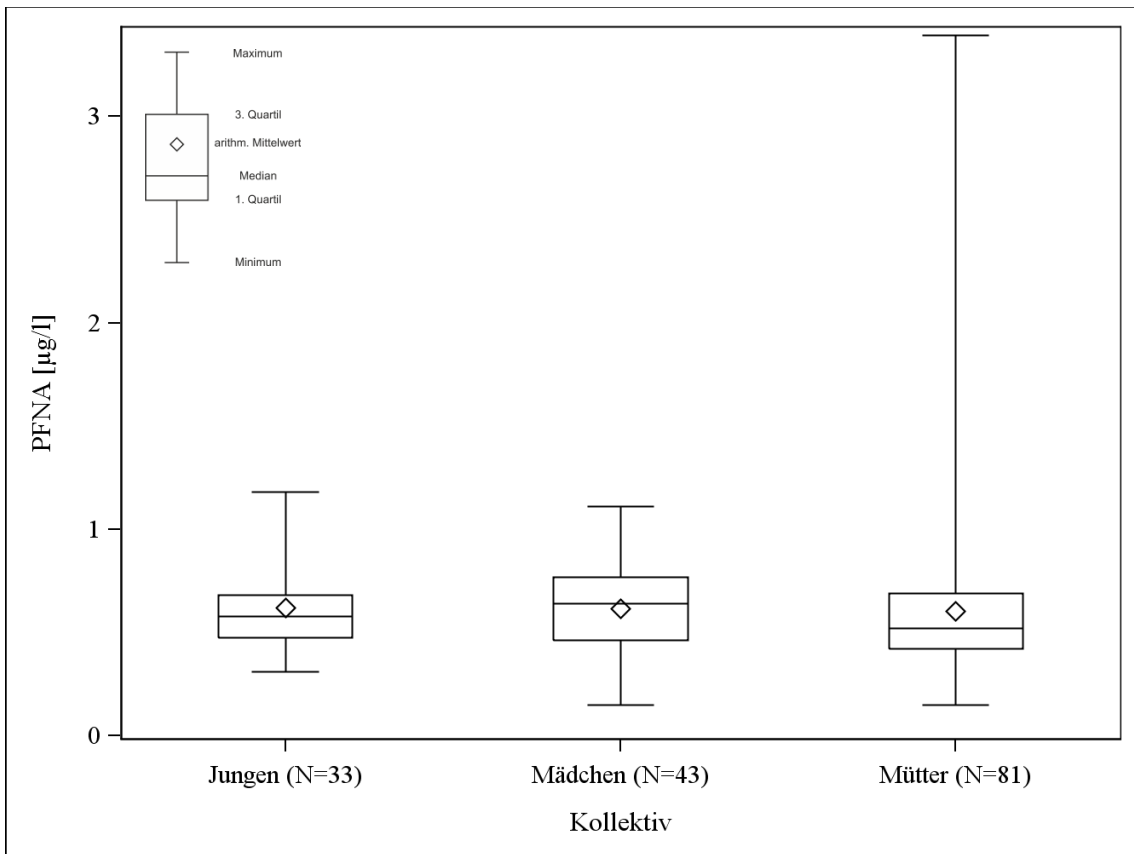 Maximum
3. Quartil
arithm. Mittelwert
Median
1. Quartil
Minimum
PFNA [µg/l]
3
2
1
0
Jungen (N=33) Mädchen (N=43) Mütter (N=81)
Kollektiv